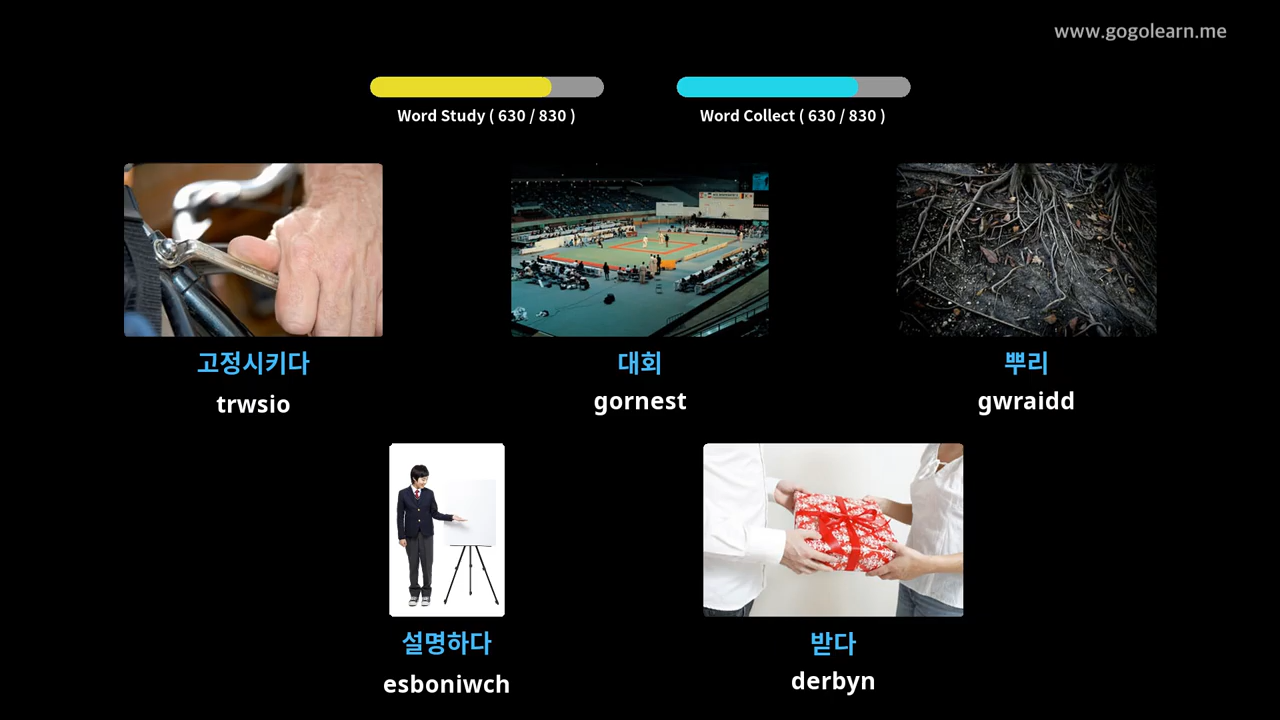 www.gogolearn.me
Word Study ( 630 / 830 )
Word Collect ( 630 / 830 )
고정시키다
trwsio
대회
gornest
뿌리
gwraidd
설명하다
esboniwch
받다
derbyn